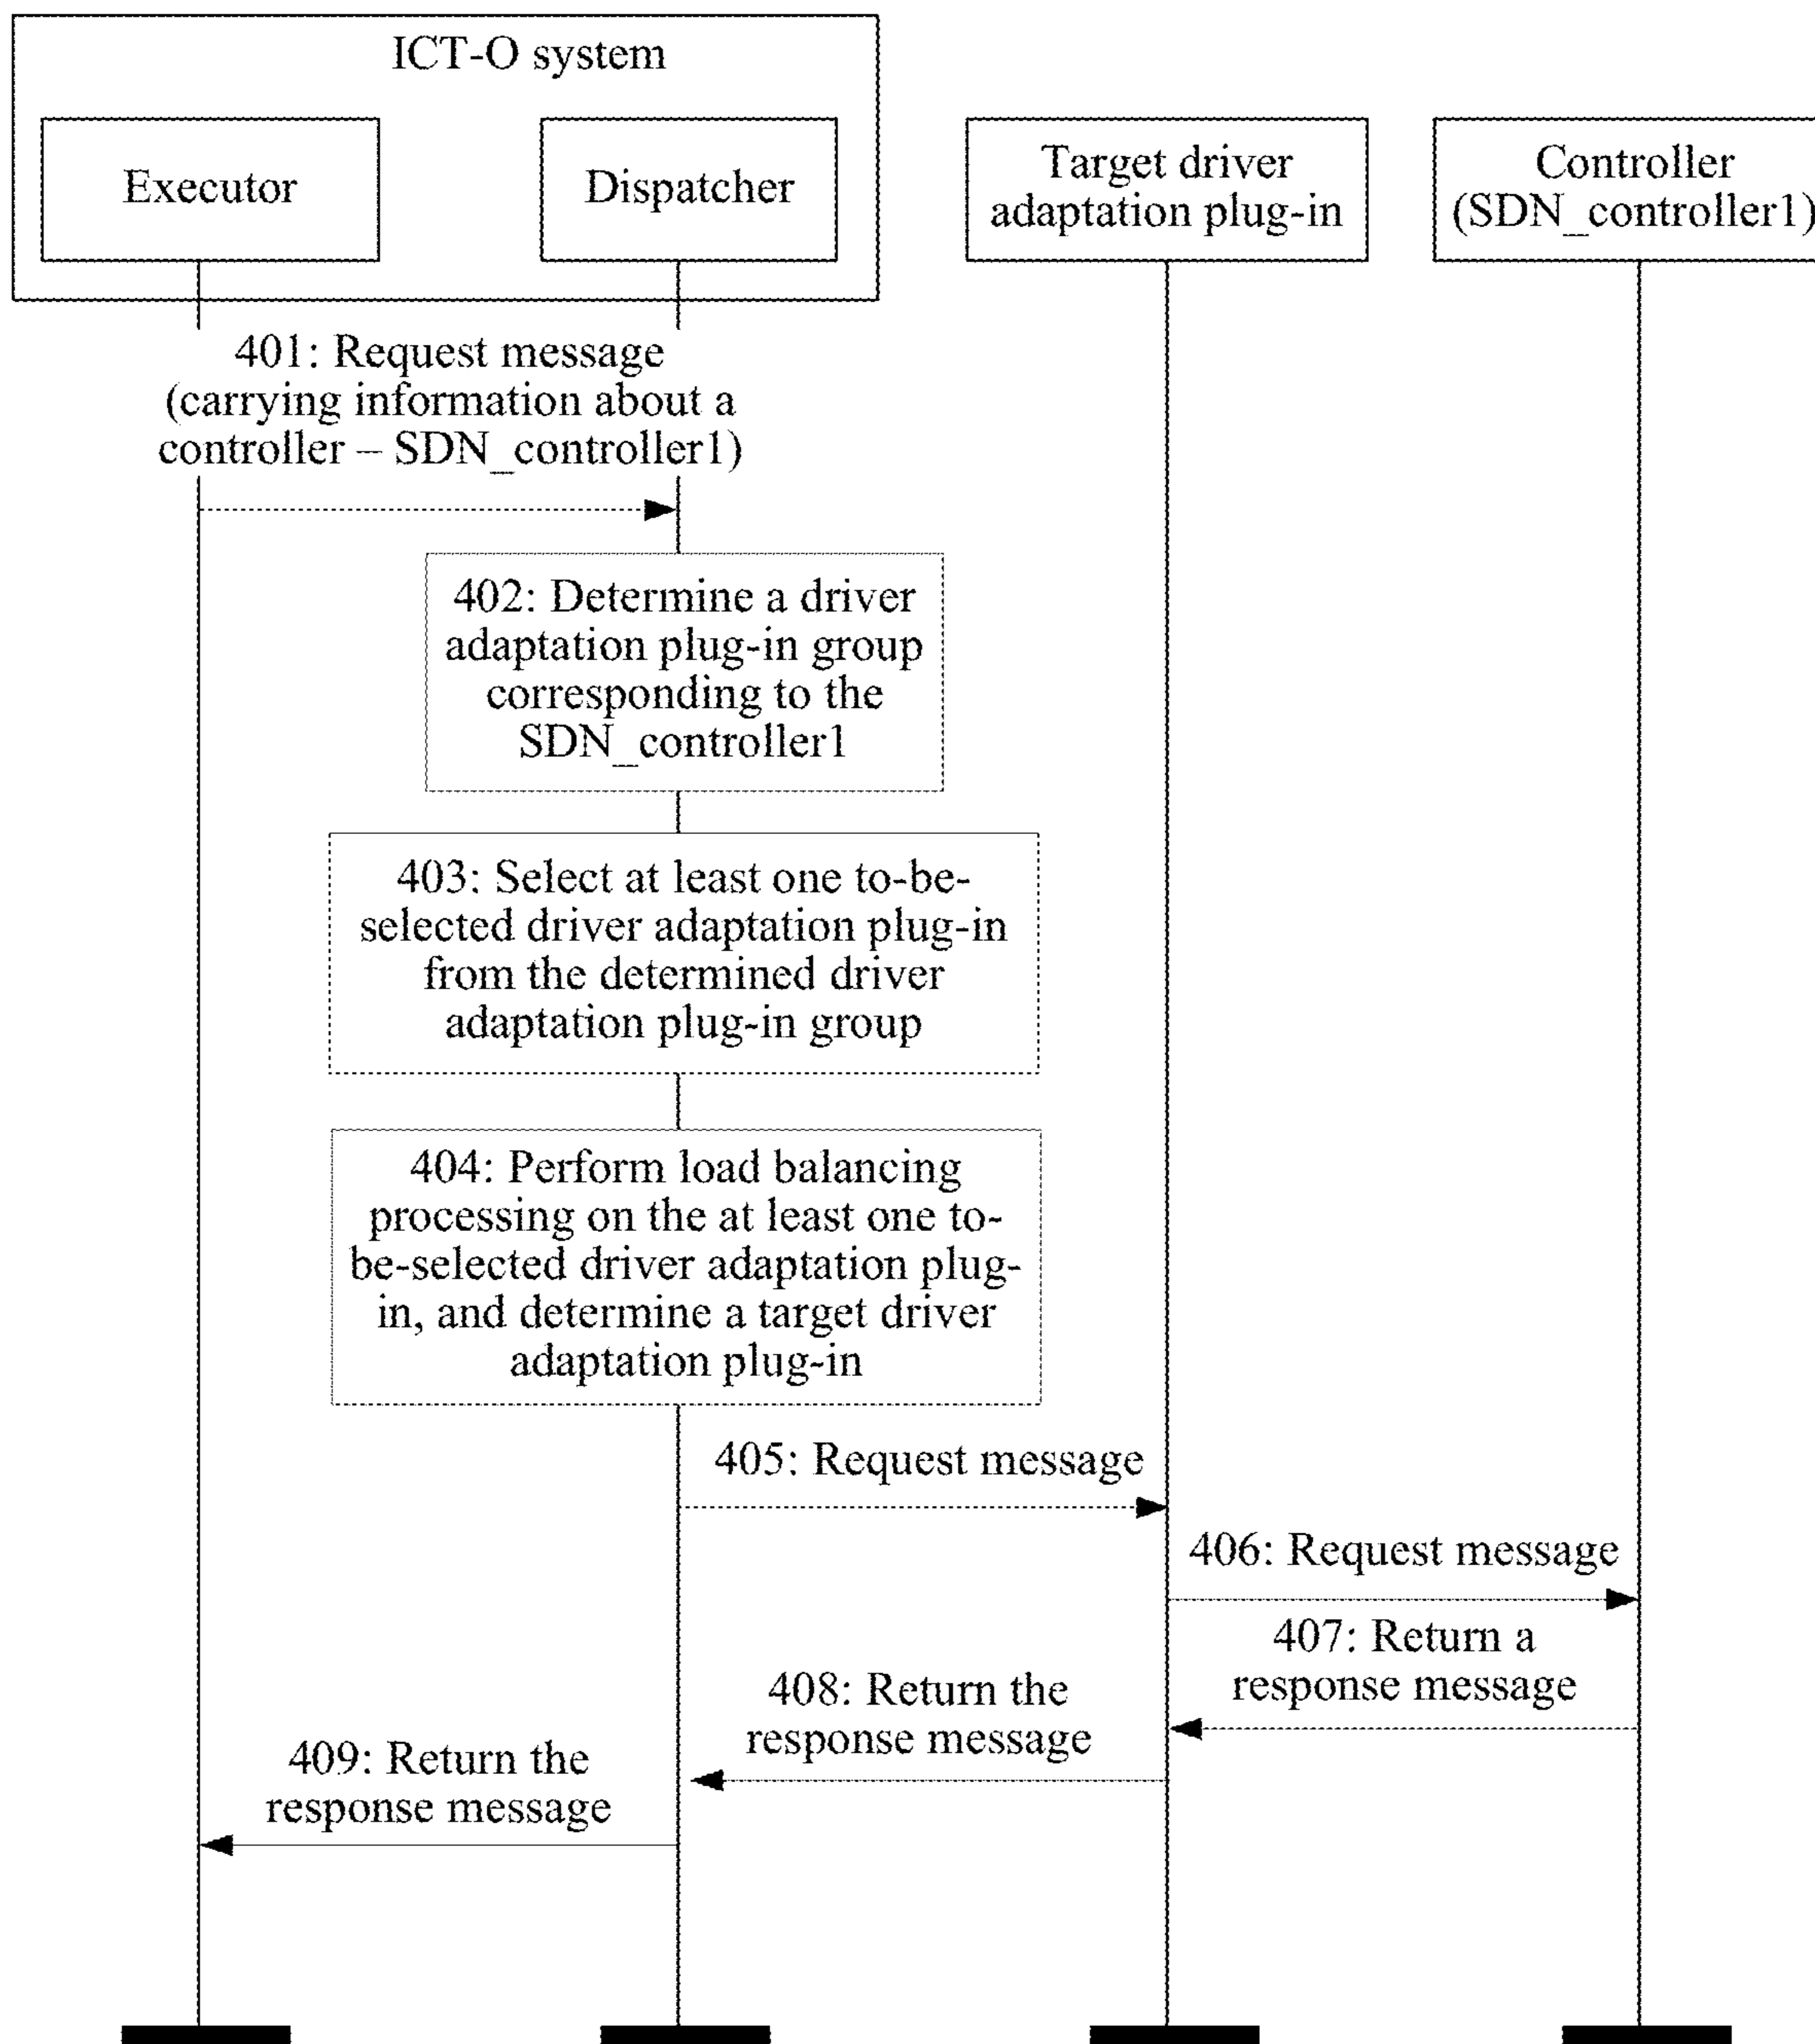 ICT-O system
Executor
Dispatcher
Target driver
adaptation plug-in
Controller
(SDN_controller1)
401: Request message
(carrying information about a
controller – SDN_controller1)
402: Determine a driver
adaptation plug-in group
corresponding to the
SDN_controller1
403: Select at least one to-be-
selected driver adaptation plug-in
from the determined driver
adaptation plug-in group
404: Perform load balancing
processing on the at least one to-
be-selected driver adaptation plug-
in, and determine a target driver
adaptation plug-in
405: Request message
406: Request message
407: Return a
response message
408: Return the
response message
409: Return the
response message